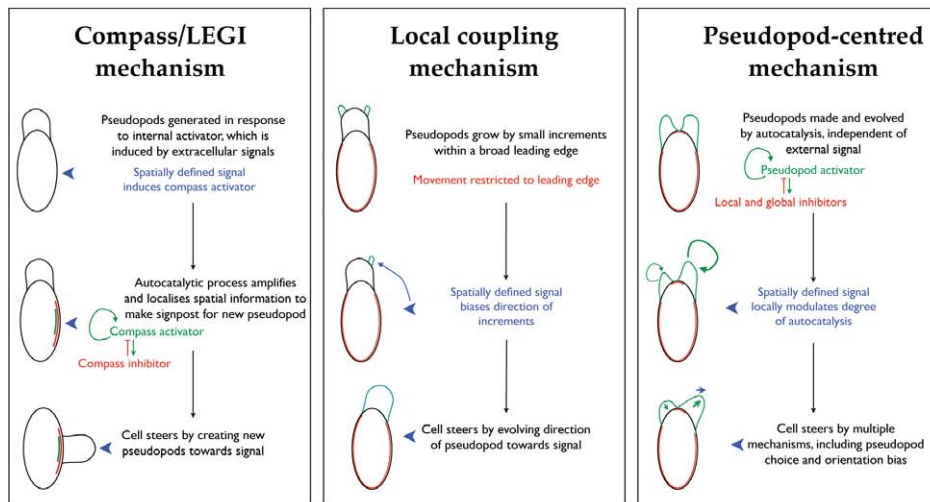 Compass/LEGI
mechanism
Pseudopods generated in response
to internal activator, which is
induced by extracellular signals
Spatially defined signal
induces compass activator
Autocatalytic process amplifies
and localises spatial information to
make signpost for new pseudopod
Compass activator
Compass inhibitor
Cell steers by creating new
pseudopods towards signal
Local coupling
mechanism
Pseudopods grow by small increments
within a broad leading edge
Movement restricted to leading edge
Spatially defined signal
biases direction of
increments
Cell steers by evolving direction
of pseudopod towards signal
Pseudopod-centred
mechanism
Pseudopods made and evolved
by autocatalysis, independent of
external signal
Pseudopod activator
Local and global inhibitors
Spatially defined signal
locally modulates degree
of autocatalysis
Cell steers by multiple
mechanisms, including pseudopod
choice and orientation bias